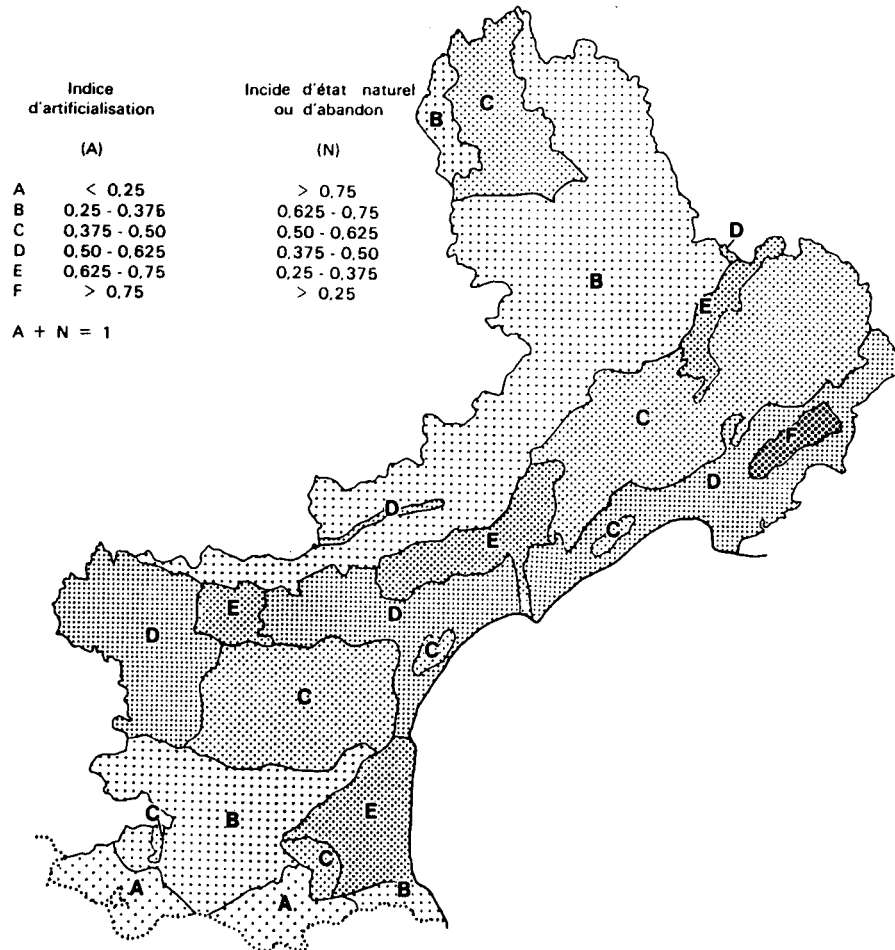 Indice Incide d'état naturel
d'artificialisation ou d'abandon
(A) (N)
A < 0,25 > 0,75
B 0,25 - 0,375 0,625 - 0,75
C 0,375 - 0,50 0,50 - 0,625
D 0,50 - 0,625 0,375 - 0,50
E 0,625 - 0,75 0,25 - 0,375
F > 0,75 > 0,25
A + N = 1
C
B
D
B
E
C
F
D
D
E
C
E
D
D
C
C
C
B
E
C
A
A
B